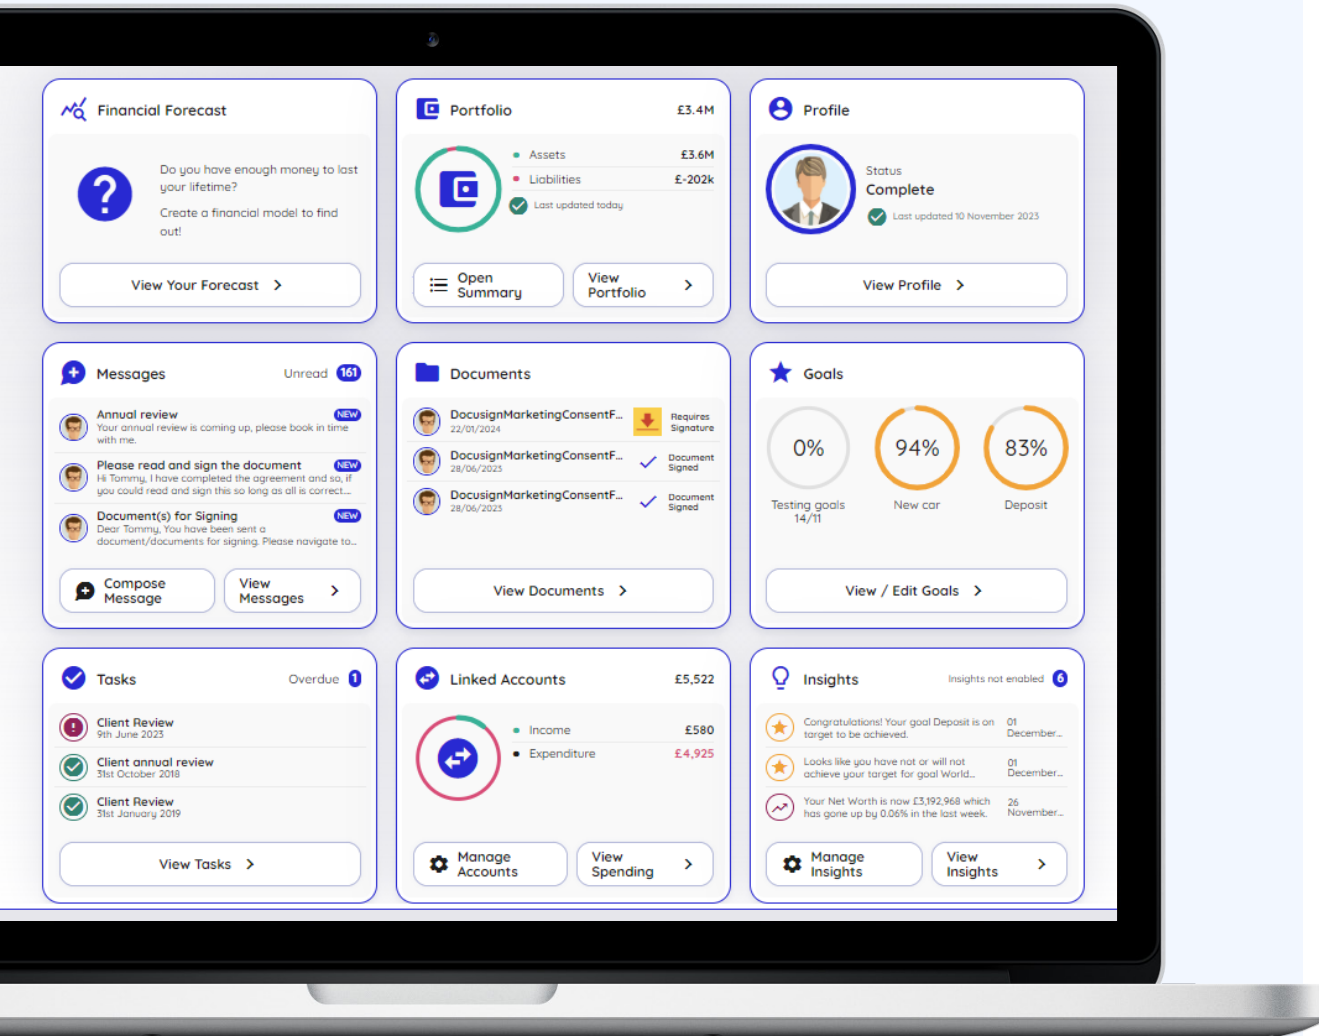 Financial Forecast
Do you have enough money to last
your lifetime?
Create a financial model to find
out!
View Your Forecast
Portfolio
£3.4M
Assets
£3.6M
Liabilities
£-202k
Last updated today
Open
Summary
View
Portfolio
Profile
Status
Complete
Last updated 10 November 2023
View Profile
Messages
Unread 161
Annual review
NEW
Your annual review is coming up, please book in time
with me.
Please read and sign the document
NEW
Hi Tommy, I have completed the agreement and so, if
you could read and sign this so long as all is correct....
Document(s) for Signing
NEW
Dear Tommy, You have been sent a
document/documents for signing. Please navigate to...
Compose
Message
View
Messages
Documents
DocusignMarketingConsentF...
22/01/2024
Requires
Signature
DocusignMarketingConsentF...
28/06/2023
Document
Signed
DocusignMarketingConsentF...
28/06/2023
Document
Signed
View Documents
Goals
0%
94%
83%
Testing goals
14/11
New car
Deposit
View / Edit Goals
Tasks
Overdue 1
Client Review
9th June 2023
Client annual review
31st October 2018
Client Review
31st January 2019
View Tasks
Linked Accounts
£5,522
Income
£580
Expenditure
£4,925
Manage
Accounts
View
Spending
Insights
Insights not enabled 6
Congratulations! Your goal Deposit is on
target to be achieved.
01
December...
Looks like you have not or will not
achieve your target for goal World...
01
December...
Your Net Worth is now £3,192,968 which
has gone up by 0.06% in the last week.
26
November...
Manage
Insights
View
Insights